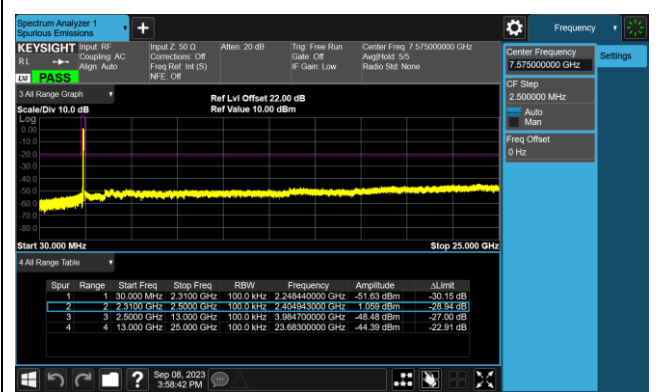 Spectrum Analyzer 1
Spurious Emissions
Frequency
KEYSIGHT Input: RF Input Z: 50 Ω Atten: 20 dB Trig: Free Run Center Freq: 7.575000000 GHz
RL Coupling: AC Corrections: Off Gate: Off Avg|Hold: 5/5
Align: Auto Freq Ref: Int (S) IF Gain: Low Radio Std: None
LXI PASS NFE: Off
Center Frequency
7.575000000 GHz
Settings
CF Step
2.500000 MHz
Auto
Man
Freq Offset
0 Hz
3 All Range Graph
Ref Lvl Offset 22.00 dB
Scale/Div 10.0 dB Ref Value 10.00 dBm
Log
0.00
-10.0
-20.0
-30.0
-40.0
-50.0
-60.0
-70.0
-80.0
Start 30.000 MHz Stop 25.000 GHz
4 All Range Table
Spur Range Start Freq Stop Freq RBW Frequency Amplitude ΔLimit
1 1 30.000 MHz 2.3100 GHz 100.0 kHz 2.248440000 GHz -51.63 dBm -30.15 dB
2 2 2.3100 GHz 2.5000 GHz 100.0 kHz 2.404943000 GHz 1.059 dBm -28.94 dB
3 3 2.5000 GHz 13.000 GHz 100.0 kHz 3.984700000 GHz -48.48 dBm -27.00 dB
4 4 13.000 GHz 25.000 GHz 100.0 kHz 23.68300000 GHz -44.39 dBm -22.91 dB
Sep 08, 2023
3:58:42 PM